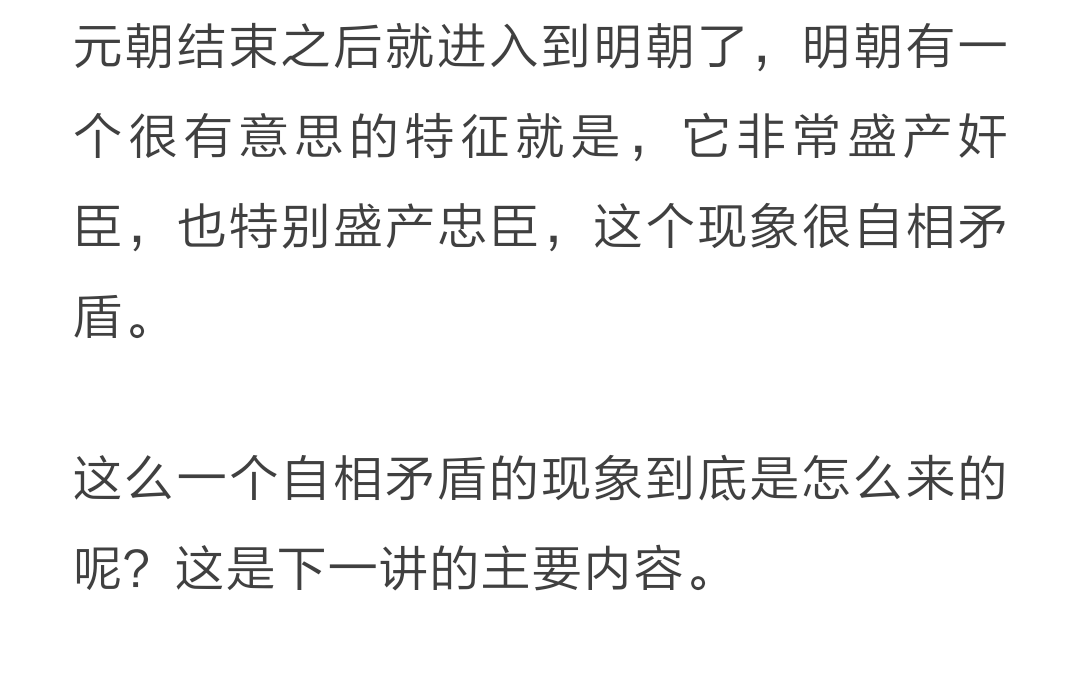 元朝结束之后就进入到明朝了，明朝有一
个很有意思的特征就是，它非常盛产奸
臣，也特别盛产忠臣，这个现象很自相矛
盾。
这么一个自相矛盾的现象到底是怎么来的
呢？这是下一讲的主要内容。